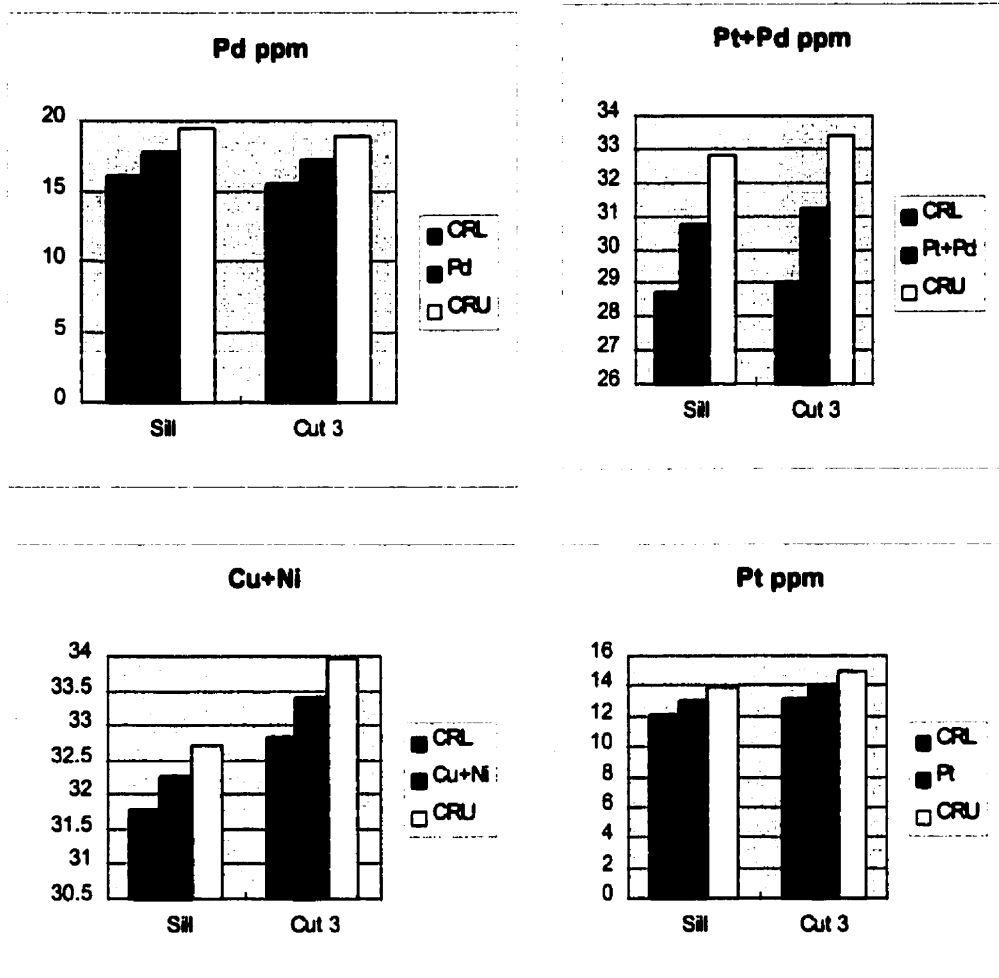 Pd ppm
20
15
10
5
0
Sill
Cut 3
CRL
Pd
CRU
Pt+Pd ppm
34
33
32
31
30
29
28
27
26
Sill
Cut 3
CRL
Pt+Pd
CRU
Cu+Ni
34
33.5
33
32.5
32
31.5
31
30.5
Sill
Cut 3
CRL
Cu+Ni
CRU
Pt ppm
16
14
12
10
8
6
4
2
0
Sill
Cut 3
CRL
Pt
CRU